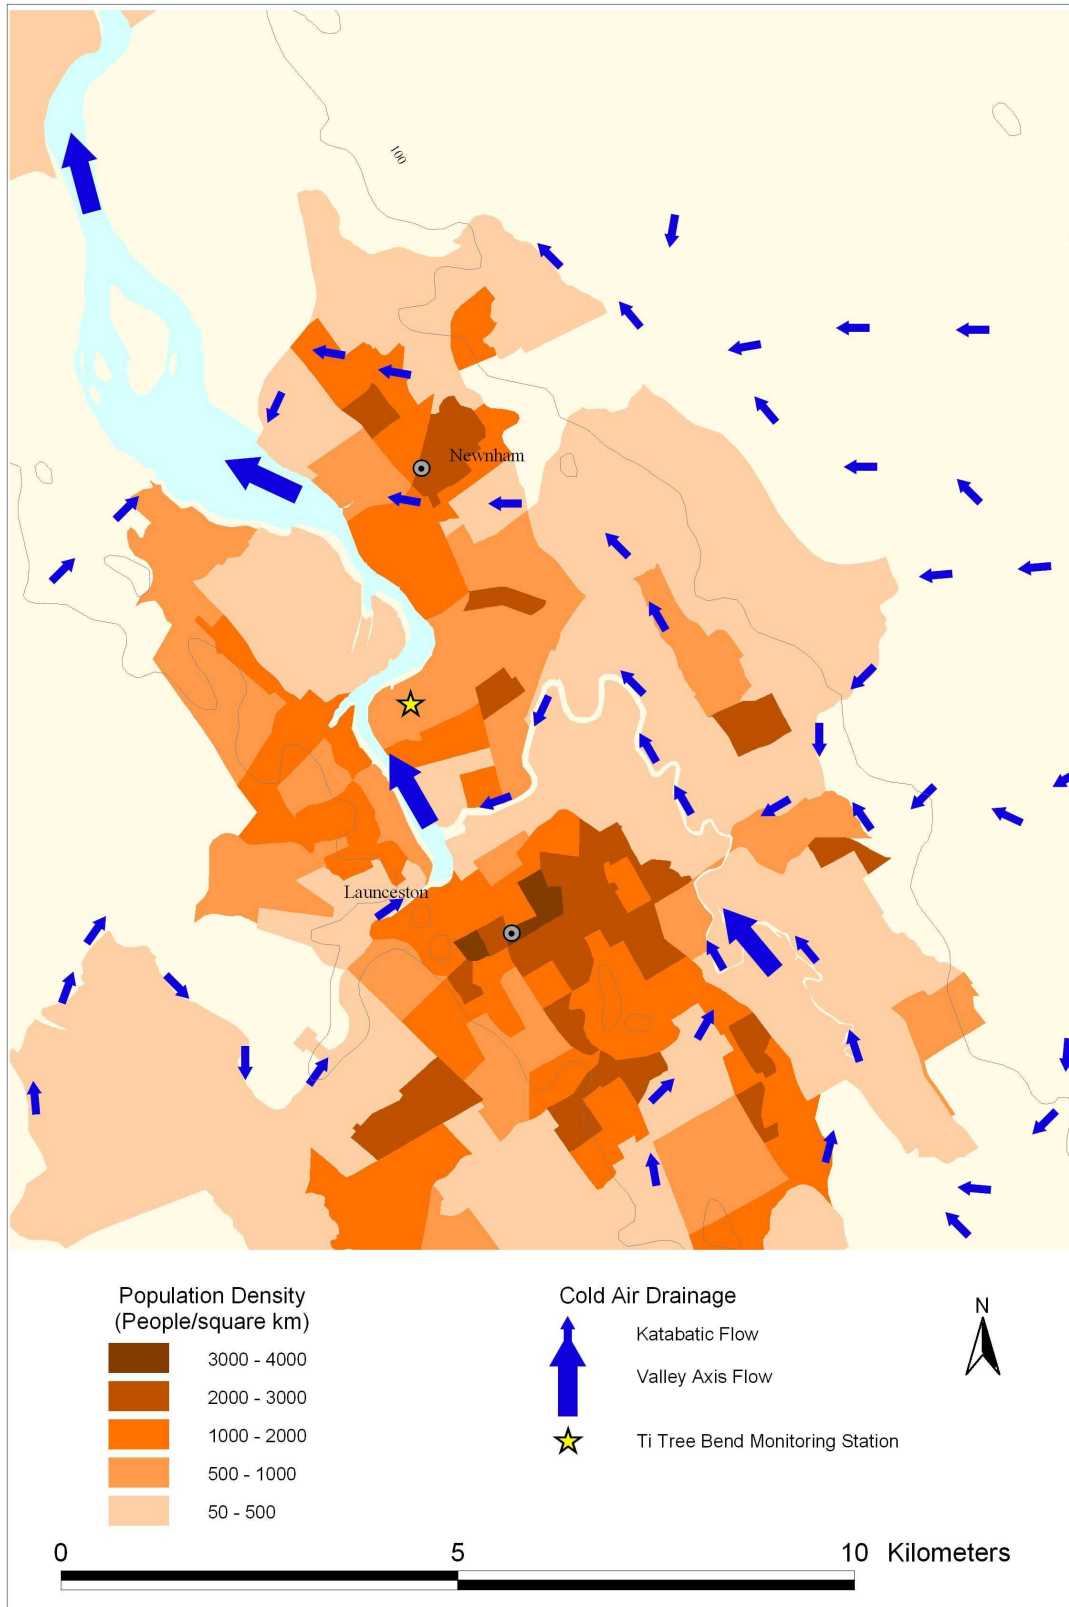 100
Newnham
Launceston
Population Density
(People/square km)
3000 - 4000
2000 - 3000
1000 - 2000
500 - 1000
50 - 500
Cold Air Drainage
Katabatic Flow
Valley Axis Flow
Ti Tree Bend Monitoring Station
N
0 5 10 Kilometers